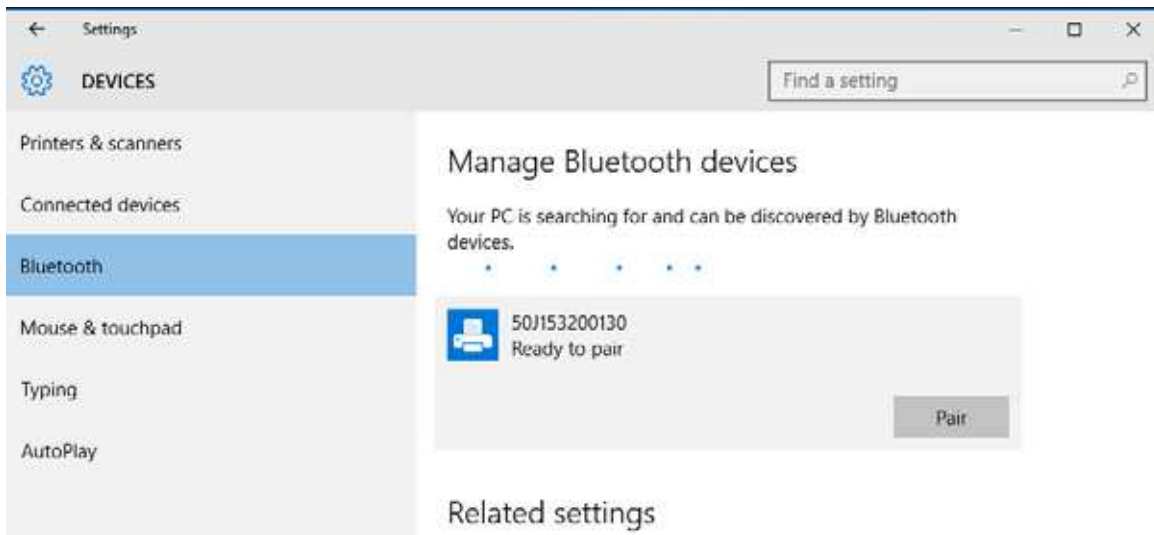 Settings
DEVICES
Find a setting
Printers & scanners
Connected devices
Bluetooth
Mouse & touchpad
Typing
AutoPlay
Manage Bluetooth devices
Your PC is searching for and can be discovered by Bluetooth
devices.
50J153200130
Ready to pair
Pair
Related settings